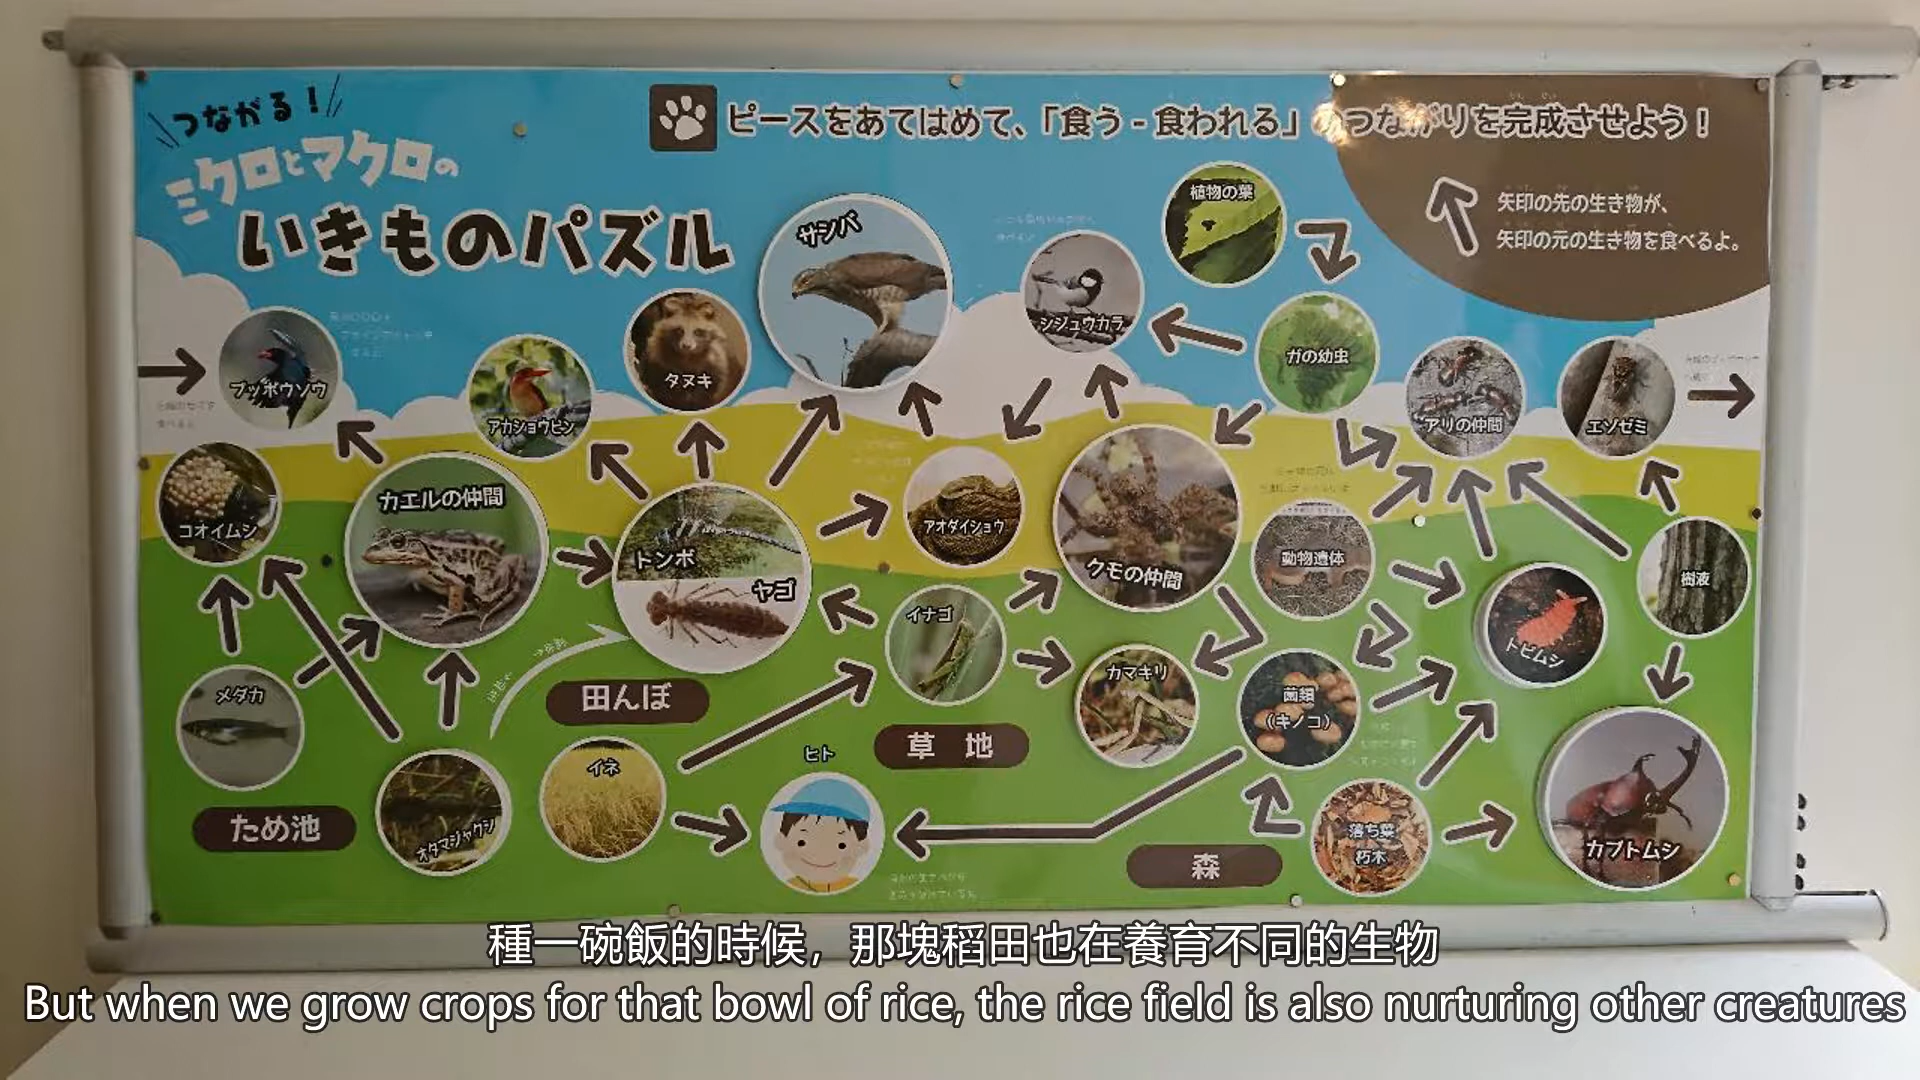 つながる!
ミクロとマクロの
いきものパズル
ピースをあてはめて、「食う-食われる」のつながりを完成させよう!
矢印の先の生き物が、
矢印の元の生き物を食べるよ。
植物の葉
サシバ
シジュウカラ
ガの幼虫
ブッポウソウ
アカショウビン
タヌキ
アリの仲間
エゾゼミ
コオイムシ
カエルの仲間
トンボ
ヤゴ
アオダイショウ
クモの仲間
動物遺体
樹液
イナゴ
トビムシ
メダカ
田んぼ
カマキリ
菌類
(キノコ)
草地
イネ
ヒト
オタマジャクシ
ため池
落ち葉
朽木
カブトムシ
森
種一碗飯的時候，那塊稻田也在養育不同的生物
But when we grow crops for that bowl of rice, the rice field is also nurturing other creatures